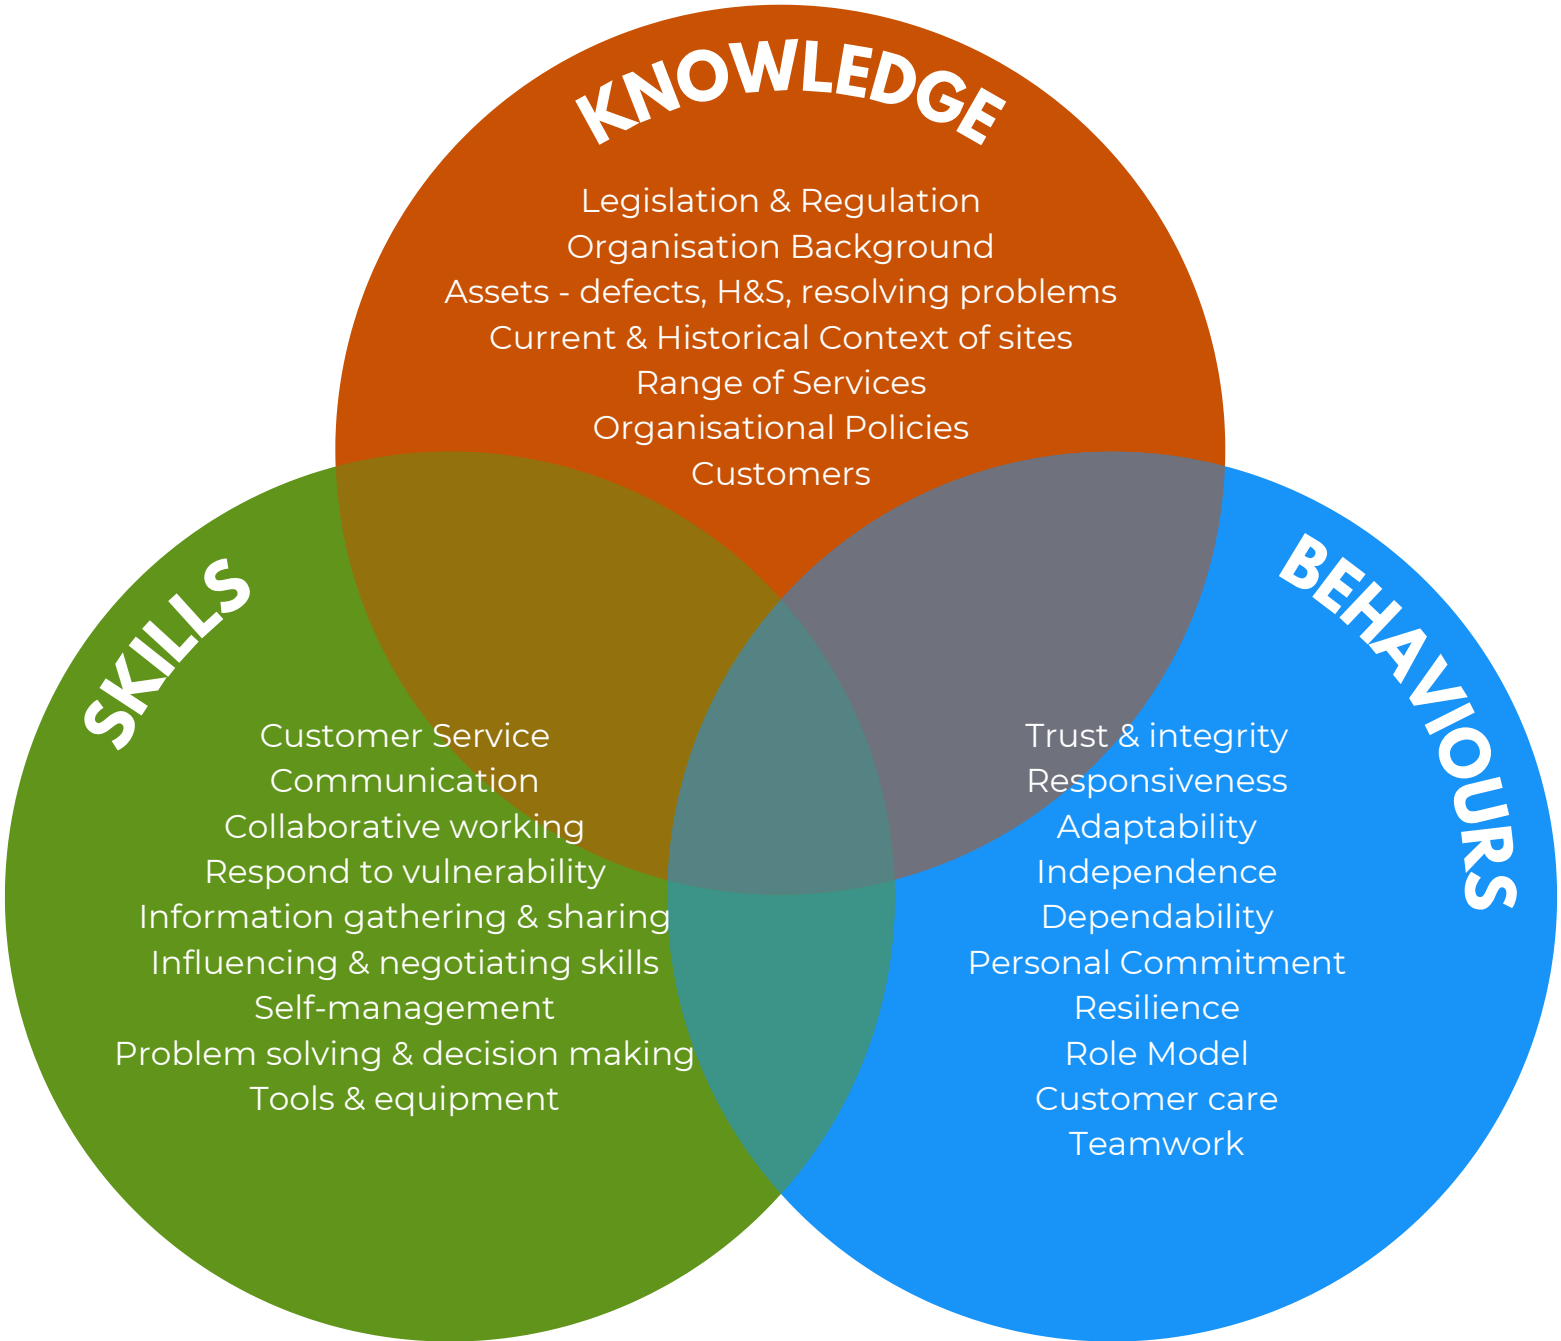 KNOWLEDGE
Legislation & Regulation
Organisation Background
Assets - defects, H&S, resolving problems
Current & Historical Context of sites
Range of Services
Organisational Policies
Customers
SKILLS
Customer Service
Communication
Collaborative working
Respond to vulnerability
Information gathering & sharing
Influencing & negotiating skills
Self-management
Problem solving & decision making
Tools & equipment
BEHAVIOURS
Trust & integrity
Responsiveness
Adaptability
Independence
Dependability
Personal Commitment
Resilience
Role Model
Customer care
Teamwork